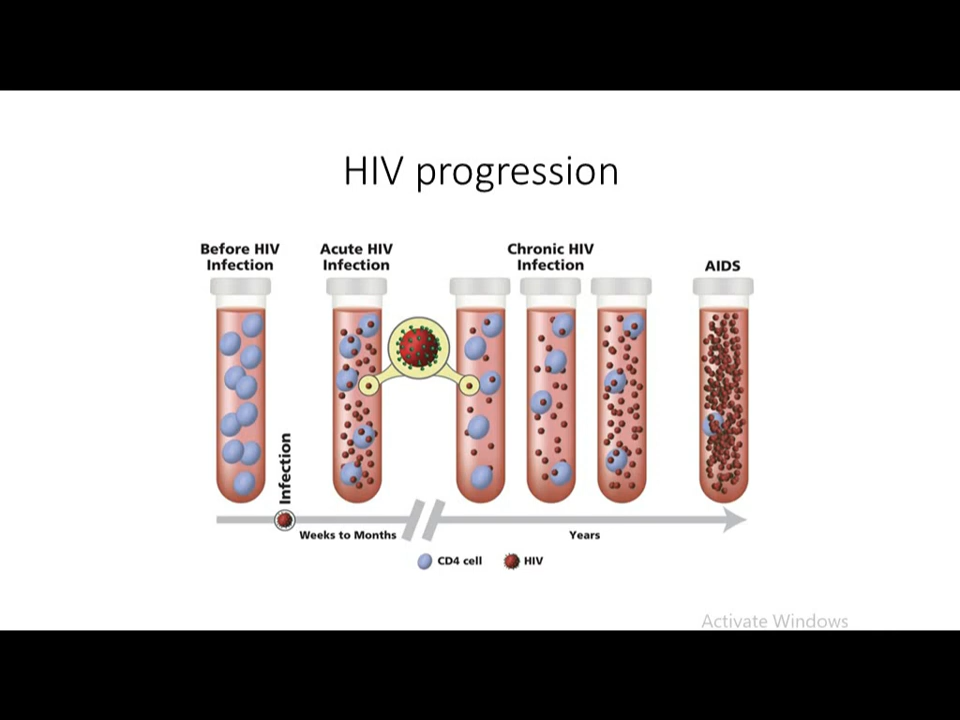 HIV progression
Before HIV
Infection
Acute HIV
Infection
Chronic HIV
Infection
AIDS
Infection
Weeks to Months
Years
CD4 cell
HIV
Activate Windows